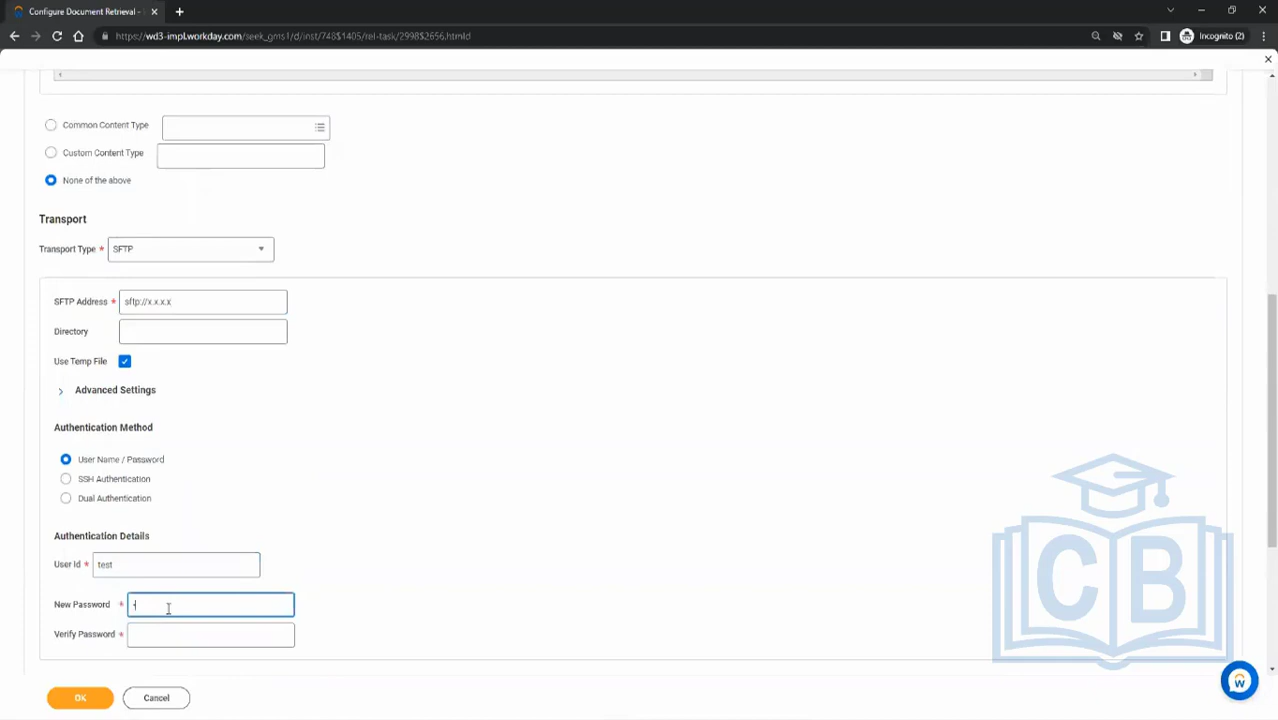 Configure Document Retrieval -
https://wd3-impl.workday.com/seek_gms1/d/inst/748$1405/rel-task/2998$2656.htmld
Incognito (2)
Common Content Type
Custom Content Type
None of the above
Transport
Transport Type * SFTP
SFTP Address * sftp://x.x.x.x
Directory
Use Temp File
Advanced Settings
Authentication Method
User Name / Password
SSH Authentication
Dual Authentication
Authentication Details
User Id * test
New Password *
Verify Password *
OK Cancel
CB